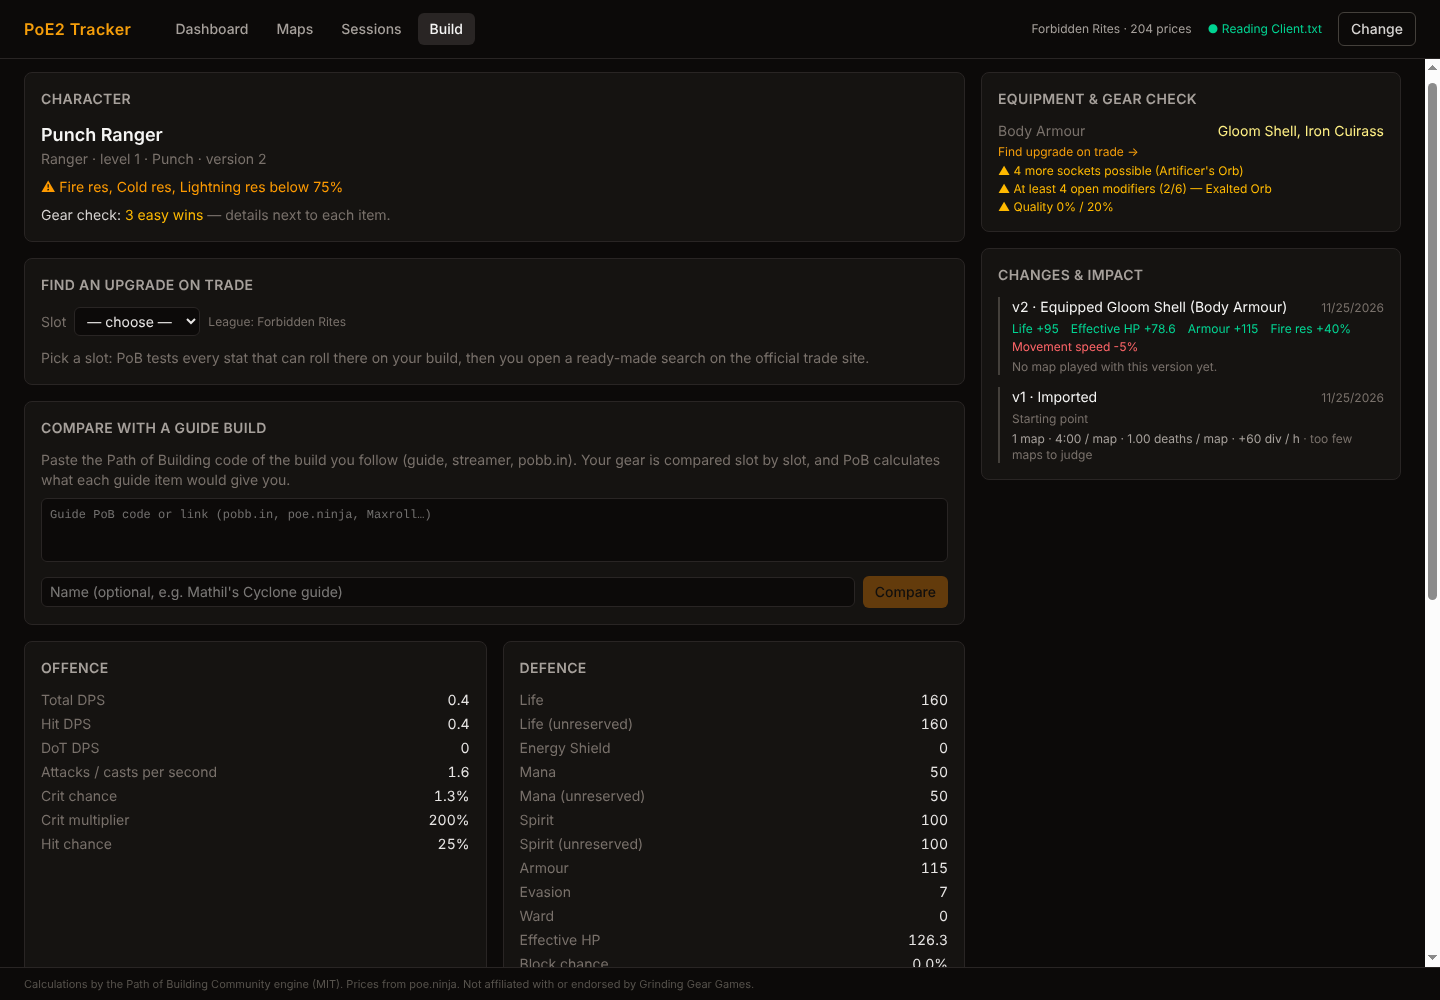 PoE2 Tracker
Dashboard
Maps
Sessions
Build
Forbidden Rites · 204 prices
Reading Client.txt
Change
CHARACTER
Punch Ranger
Ranger · level 1 · Punch · version 2
⚠ Fire res, Cold res, Lightning res below 75%
Gear check: 3 easy wins — details next to each item.
FIND AN UPGRADE ON TRADE
Slot
— choose —
League: Forbidden Rites
Pick a slot: PoB tests every stat that can roll there on your build, then you open a ready-made search on the official trade site.
COMPARE WITH A GUIDE BUILD
Paste the Path of Building code of the build you follow (guide, streamer, pobb.in). Your gear is compared slot by slot, and PoB calculates
what each guide item would give you.
Guide PoB code or link (pobb.in, poe.ninja, Maxroll…)
Name (optional, e.g. Mathil's Cyclone guide)
Compare
OFFENCE
Total DPS 0.4
Hit DPS 0.4
DoT DPS 0
Attacks / casts per second 1.6
Crit chance 1.3%
Crit multiplier 200%
Hit chance 25%
DEFENCE
Life 160
Life (unreserved) 160
Energy Shield 0
Mana 50
Mana (unreserved) 50
Spirit 100
Spirit (unreserved) 100
Armour 115
Evasion 7
Ward 0
Effective HP 126.3
Block chance 0.0%
EQUIPMENT & GEAR CHECK
Body Armour Gloom Shell, Iron Cuirass
Find upgrade on trade →
▲ 4 more sockets possible (Artificer's Orb)
▲ At least 4 open modifiers (2/6) — Exalted Orb
▲ Quality 0% / 20%
CHANGES & IMPACT
v2 · Equipped Gloom Shell (Body Armour) 11/25/2026
Life +95 Effective HP +78.6 Armour +115 Fire res +40%
Movement speed -5%
No map played with this version yet.
v1 · Imported 11/25/2026
Starting point
1 map · 4:00 / map · 1.00 deaths / map · +60 div / h · too few
maps to judge
Calculations by the Path of Building Community engine (MIT). Prices from poe.ninja. Not affiliated with or endorsed by Grinding Gear Games.